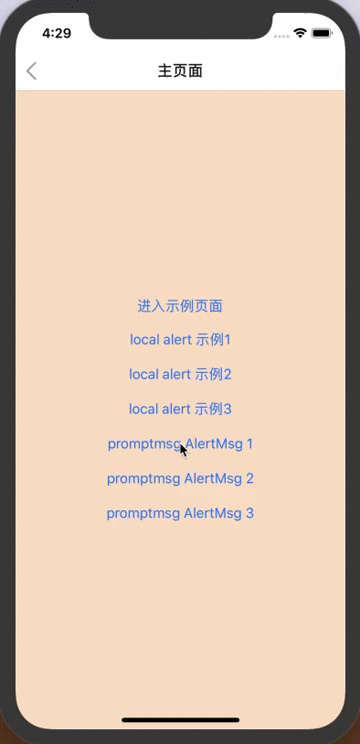 4:29
主页面
进入示例页面
local alert 示例1
local alert 示例2
local alert 示例3
promptmsg AlertMsg 1
promptmsg AlertMsg 2
promptmsg AlertMsg 3